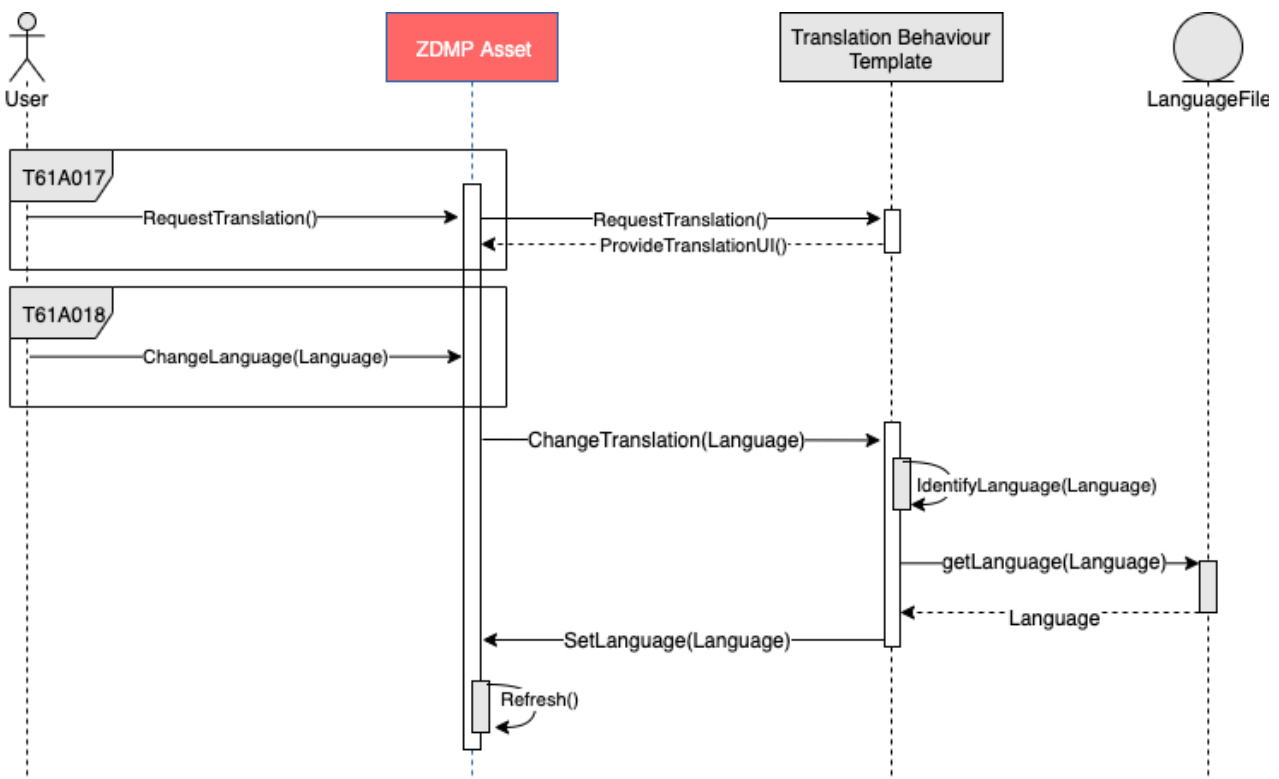 ZDMP Asset
Translation Behaviour
Template
User
LanguageFile
T61A017
RequestTranslation()
RequestTranslation()
ProvideTranslationUI()
T61A018
ChangeLanguage(Language)
ChangeTranslation(Language)
IdentifyLanguage(Language)
getLanguage(Language)
Language
SetLanguage(Language)
Refresh()